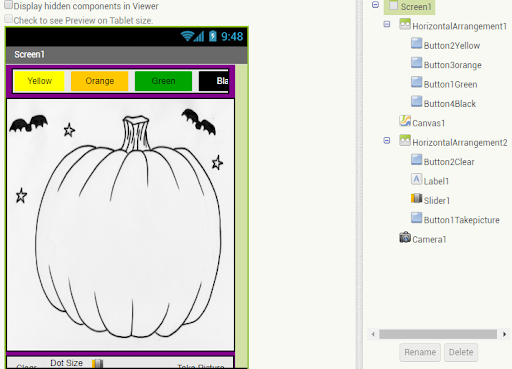 Display hidden components in Viewer
Check to see Preview on Tablet size.
9:48
Screen1
Yellow
Orange
Green
Bla
Clear
Dot Size
Take Picture
Screen1
HorizontalArrangement1
Button2Yellow
Button3orange
Button1Green
Button4Black
Canvas1
HorizontalArrangement2
Button2Clear
A Label1
Slider1
Button1Takepicture
Camera1
Rename
Delete